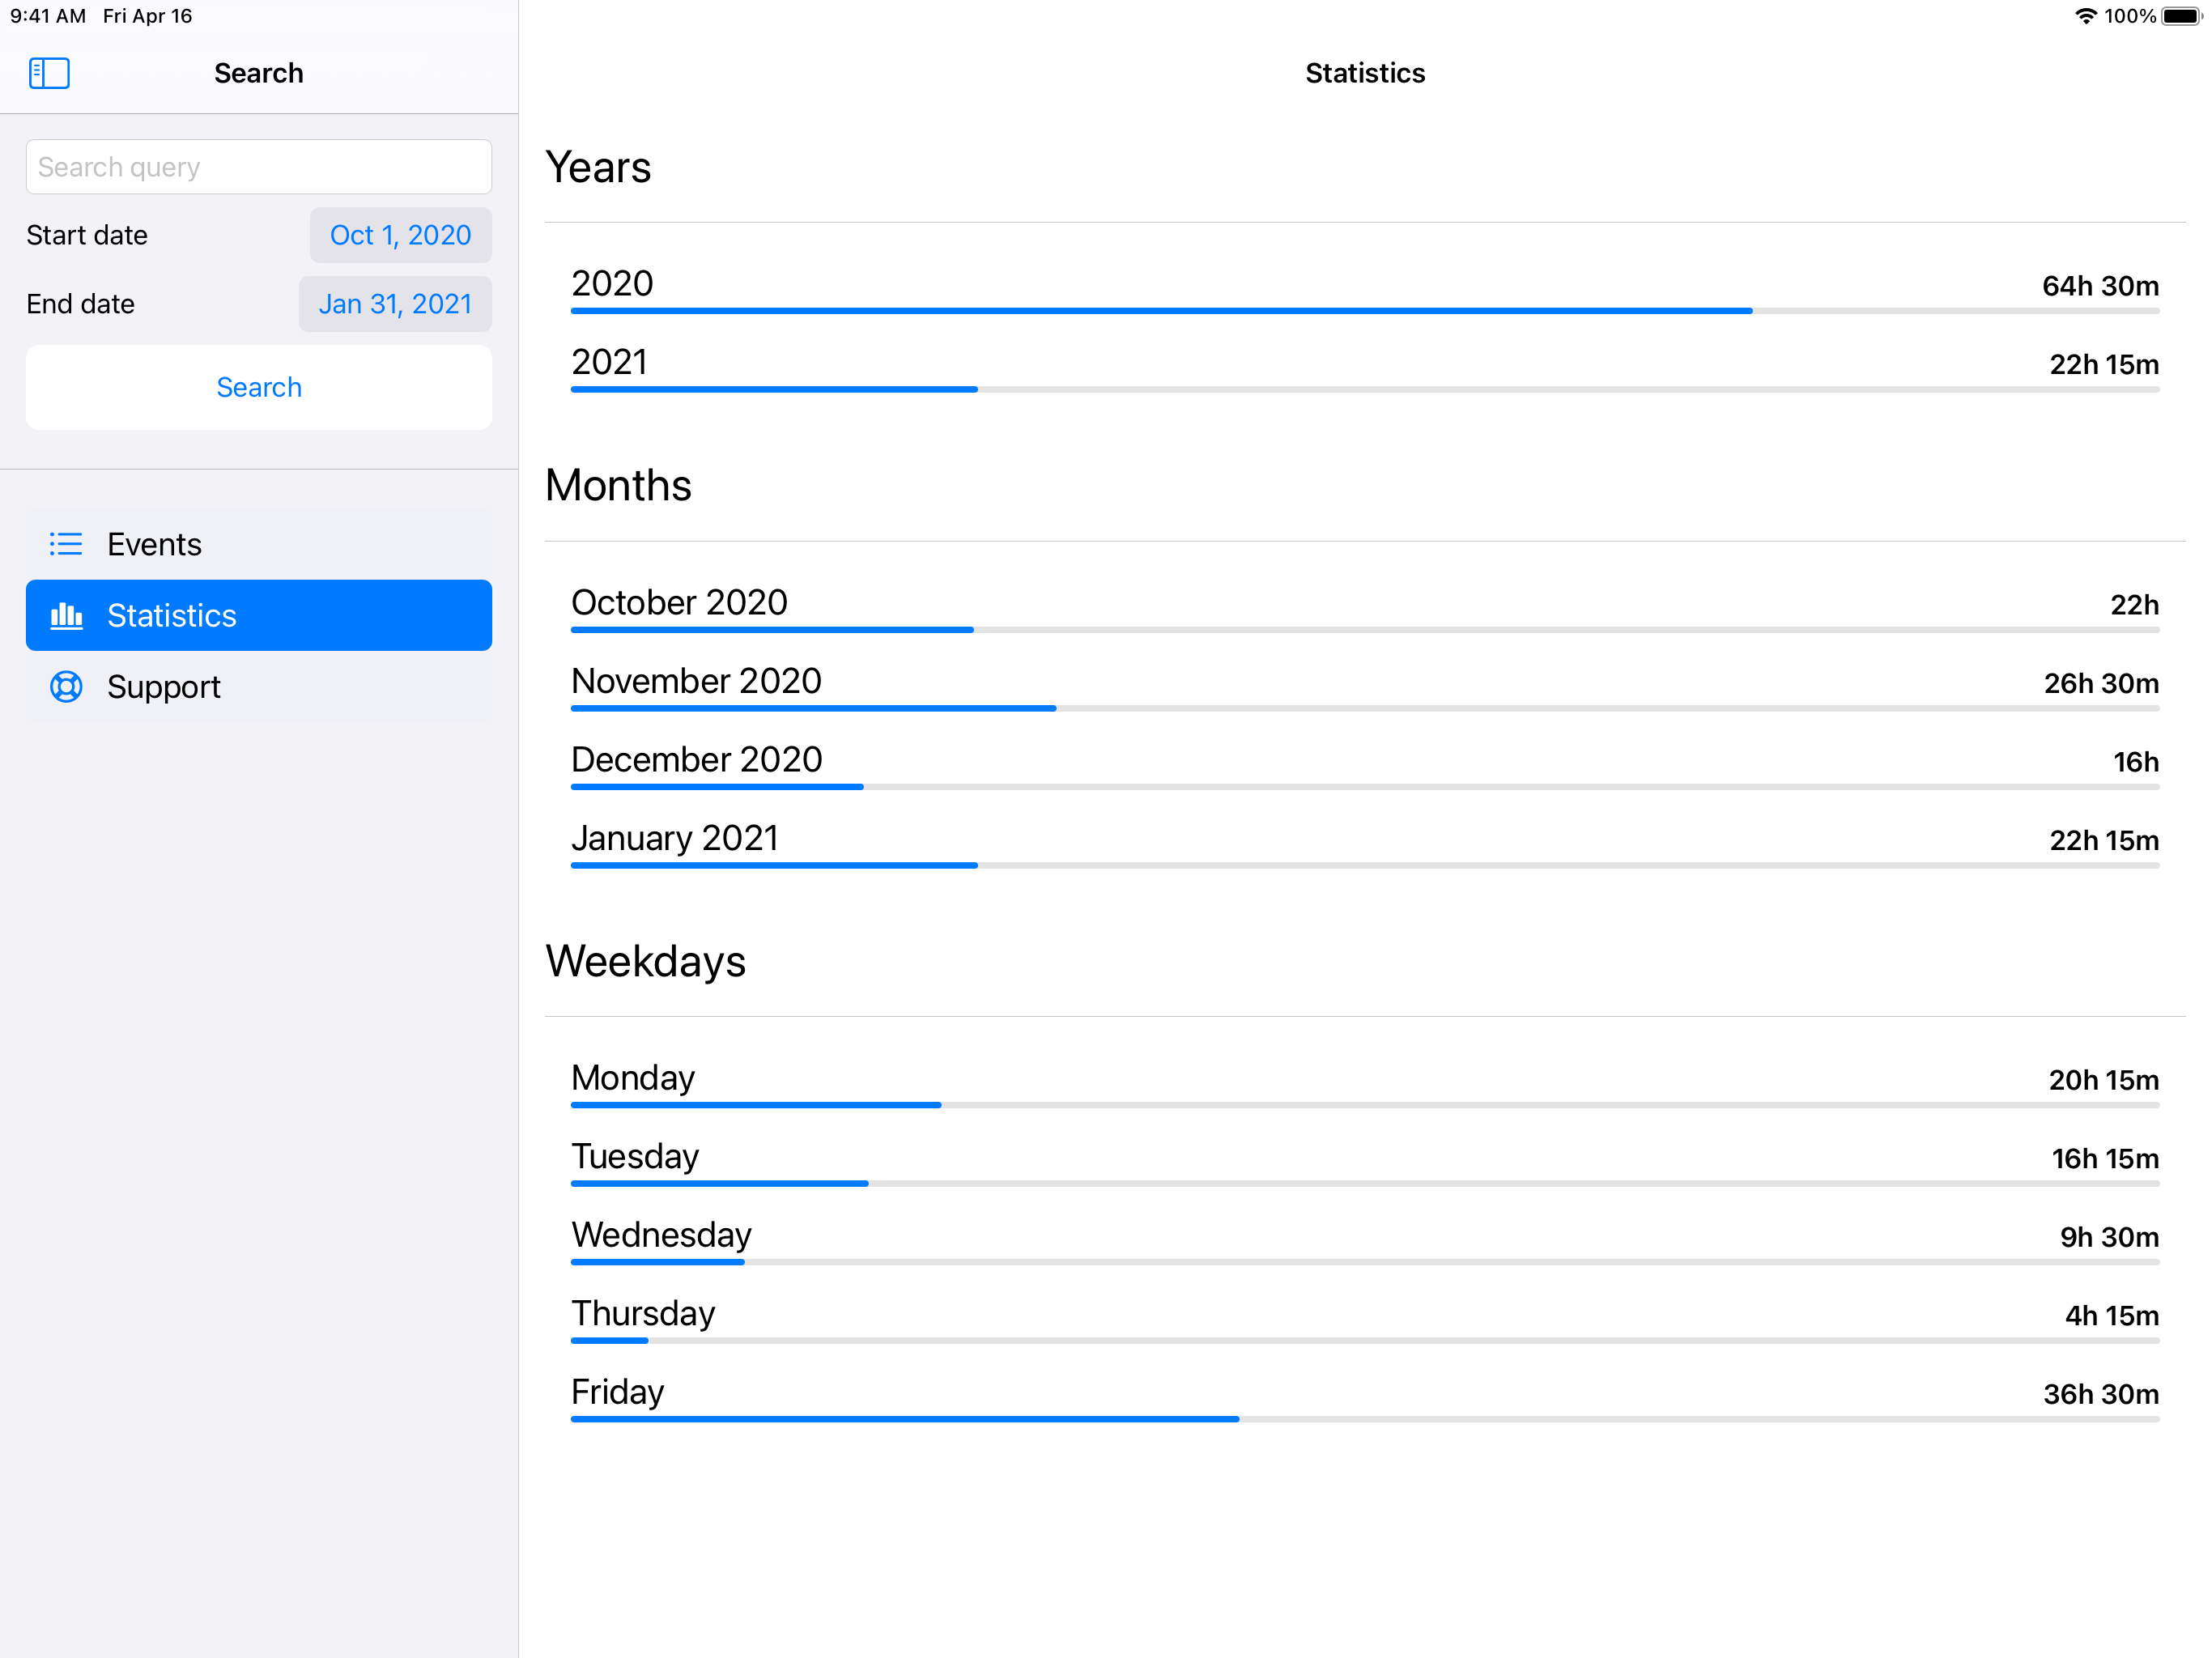 9:41 AM Fri Apr 16
100%
Search
Search query
Start date Oct 1, 2020
End date Jan 31, 2021
Search
Events
Statistics
Support
Statistics
Years
2020 64h 30m
2021 22h 15m
Months
October 2020 22h
November 2020 26h 30m
December 2020 16h
January 2021 22h 15m
Weekdays
Monday 20h 15m
Tuesday 16h 15m
Wednesday 9h 30m
Thursday 4h 15m
Friday 36h 30m